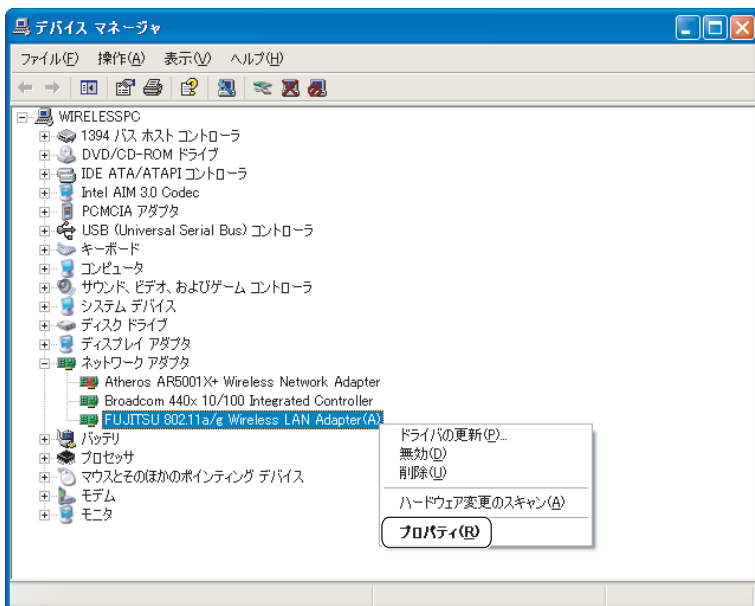 デバイス マネージャ
ファイル(F) 操作(A) 表示(V) ヘルプ(H)
WIRELESSPC
1394 バス ホスト コントローラ
DVD/CD-ROM ドライブ
IDE ATA/ATAPI コントローラ
Intel AIM 3.0 Codec
PCMCIA アダプタ
USB (Universal Serial Bus) コントローラ
キーボード
コンピュータ
サウンド、ビデオ、およびゲーム コントローラ
システム デバイス
ディスク ドライブ
ディスプレイ アダプタ
ネットワーク アダプタ
Atheros AR5001X+ Wireless Network Adapter
Broadcom 440x 10/100 Integrated Controller
FUJITSU 802.11a/g Wireless LAN Adapter(A)
バッテリ
プロセッサ
マウスとそのほかのポインティング デバイス
モデム
モニタ
ドライバの更新(P)...
無効(D)
削除(U)
ハードウェア変更のスキャン(A)
プロパティ(R)